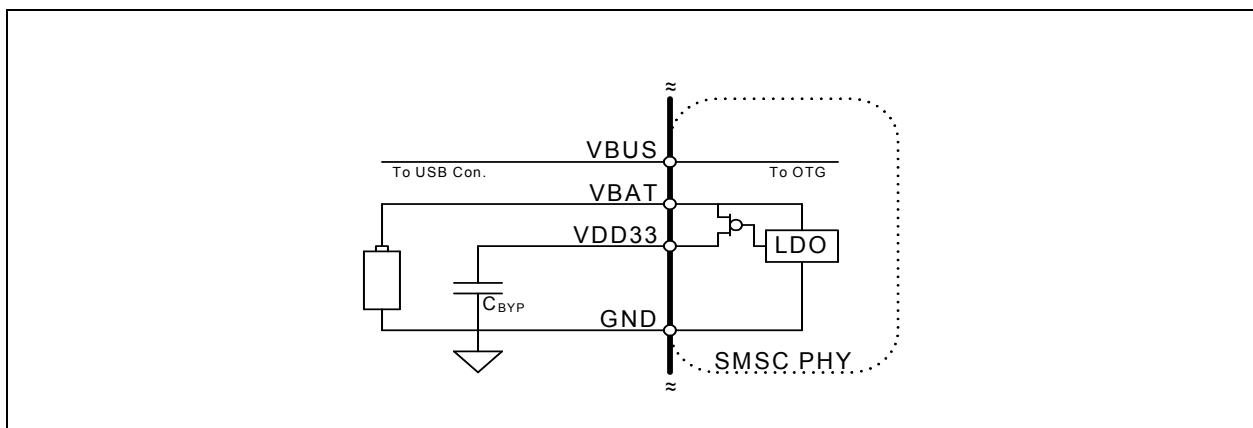 VBUS
To USB Con.
To OTG
VBAT
VDD33
LDO
CBYP
GND
SMSC PHY